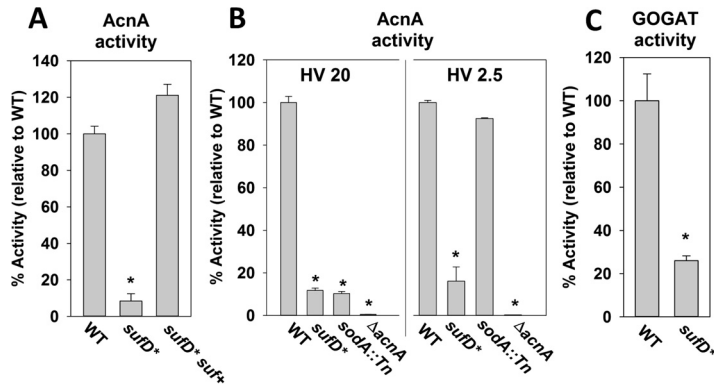 A
AcnA
activity
% Activity (relative to WT)
140
120
100
80
60
40
20
0
*
WT
sufD*
sufD* suf+
B
AcnA
activity
HV 20
HV 2.5
% Activity (relative to WT)
120
100
80
60
40
20
0
*
*
*
*
*
WT
sufD*
sodA::Tn
ΔacnA
WT
sufD*
sodA::Tn
ΔacnA
C
GOGAT
activity
% Activity (relative to WT)
120
100
80
60
40
20
0
*
WT
sufD*